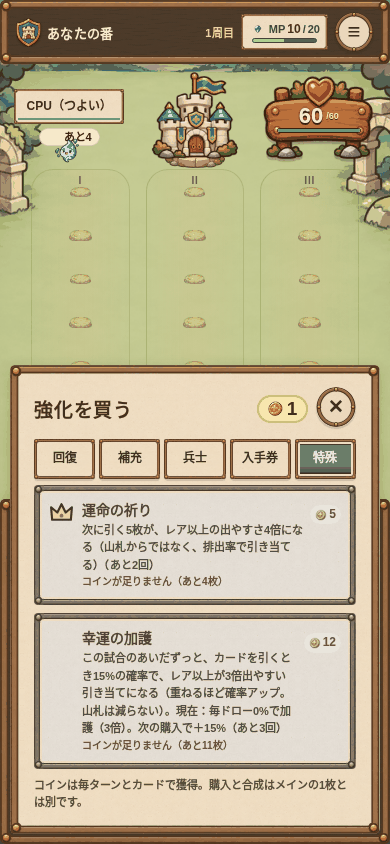 あなたの番
1周目
MP 10 / 20
≡
CPU（つよい）
あと4
60 /60
I II III
強化を買う
1
×
回復 補充 兵士 入手券 特殊
運命の祈り
5
次に引く5枚が、レア以上の出やすさ4倍にな
る（山札からではなく、排出率で引き当て
る）（あと2回）
コインが足りません（あと4枚）
幸運の加護
12
この試合のあいだずっと、カードを引くと
き15%の確率で、レア以上が3倍出やすい
引き当てになる（重ねるほど確率アップ。
山札は減らない）。現在：毎ドロー0%で加
護（3倍）。次の購入で＋15%（あと3回）
コインが足りません（あと11枚）
コインは毎ターンとカードで獲得。購入と合成はメインの1枚と
は別です。